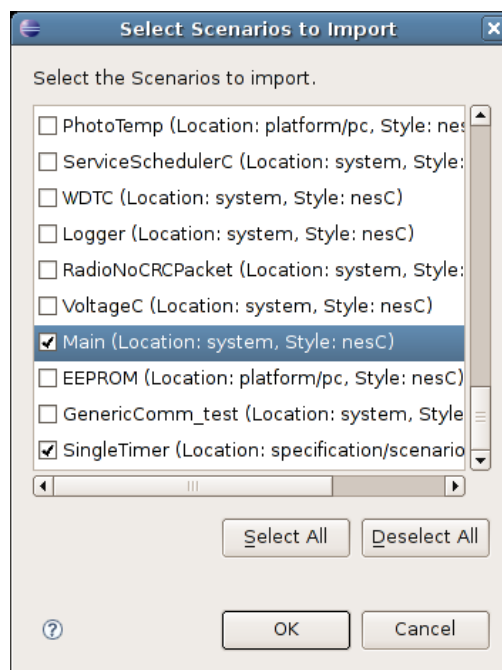 Select Scenarios to Import
Select the Scenarios to import.
PhotoTemp (Location: platform/pc, Style: nes
ServiceSchedulerC (Location: system, Style:
WDTC (Location: system, Style: nesC)
Logger (Location: system, Style: nesC)
RadioNoCRCPacket (Location: system, Style:
VoltageC (Location: system, Style: nesC)
Main (Location: system, Style: nesC)
EEPROM (Location: platform/pc, Style: nesC)
GenericComm_test (Location: system, Style
SingleTimer (Location: specification/scenario
Select All Deselect All
? OK Cancel